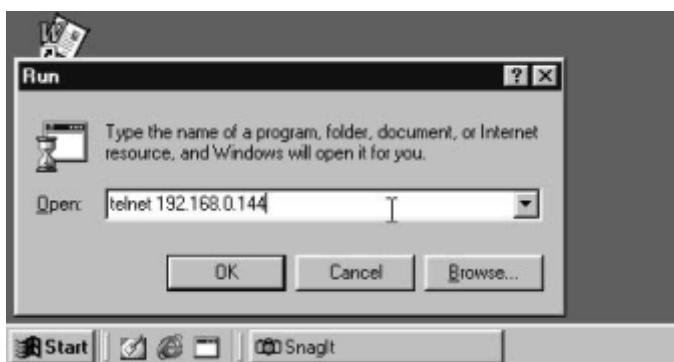 Run
Type the name of a program, folder, document, or Internet
resource, and Windows will open it for you.
Open: telnet 192.168.0.144
OK Cancel Browse...
Start SnagIt